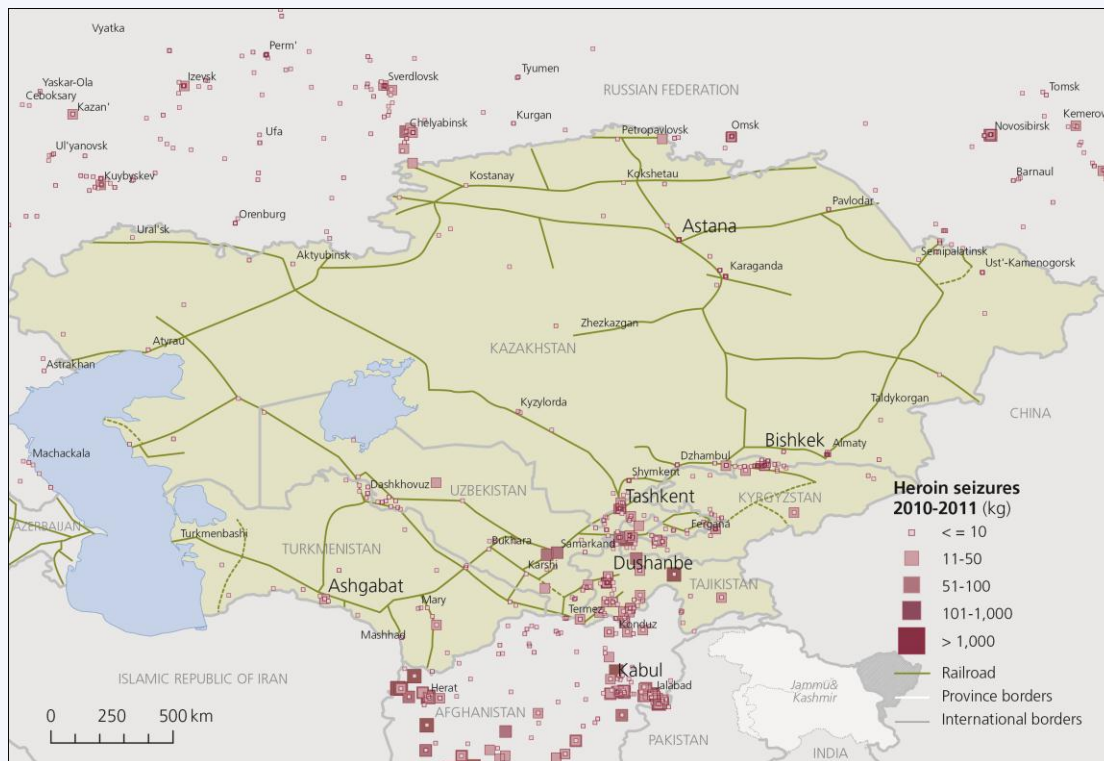 Vyatka
Perm'
Izevsk
Sverdlovsk
Tyumen
Yaskar-Ola
Ceboksary
Kazan'
RUSSIAN FEDERATION
Tomsk
Kemerov
Chelyabinsk
Kurgan
Petropavlovsk
Omsk
Novosibirsk
Ufa
Ul'yanovsk
Kuybyskev
Barnaul
Kostanay
Kokshetau
Pavlodar
Orenburg
Ural'sk
Astana
Aktyubinsk
Semipalatinsk
Karaganda
Ust'-Kamenogorsk
Zhezkazgan
Atyrau
KAZAKHSTAN
Astrakhan
Kyzylorda
Taldykorgan
CHINA
Bishkek
Almaty
Machackala
Dzhambul
Shymkent
Dashkhovuz
UZBEKISTAN
Tashkent
KYRGYZSTAN
AZERBAIJAN
Turkmenbashi
Fergana
TURKMENISTAN
Bukhara
Samarkand
Karshi
Dushanbe
TAJIKISTAN
Ashgabat
Mary
Termez
Konduz
Mashhad
Kabul
ISLAMIC REPUBLIC OF IRAN
Herat
Jalabad
AFGHANISTAN
PAKISTAN
Jammu &
Kashmir
INDIA
Heroin seizures
2010-2011 (kg)
< = 10
11-50
51-100
101-1,000
> 1,000
Railroad
Province borders
International borders
0 250 500 km